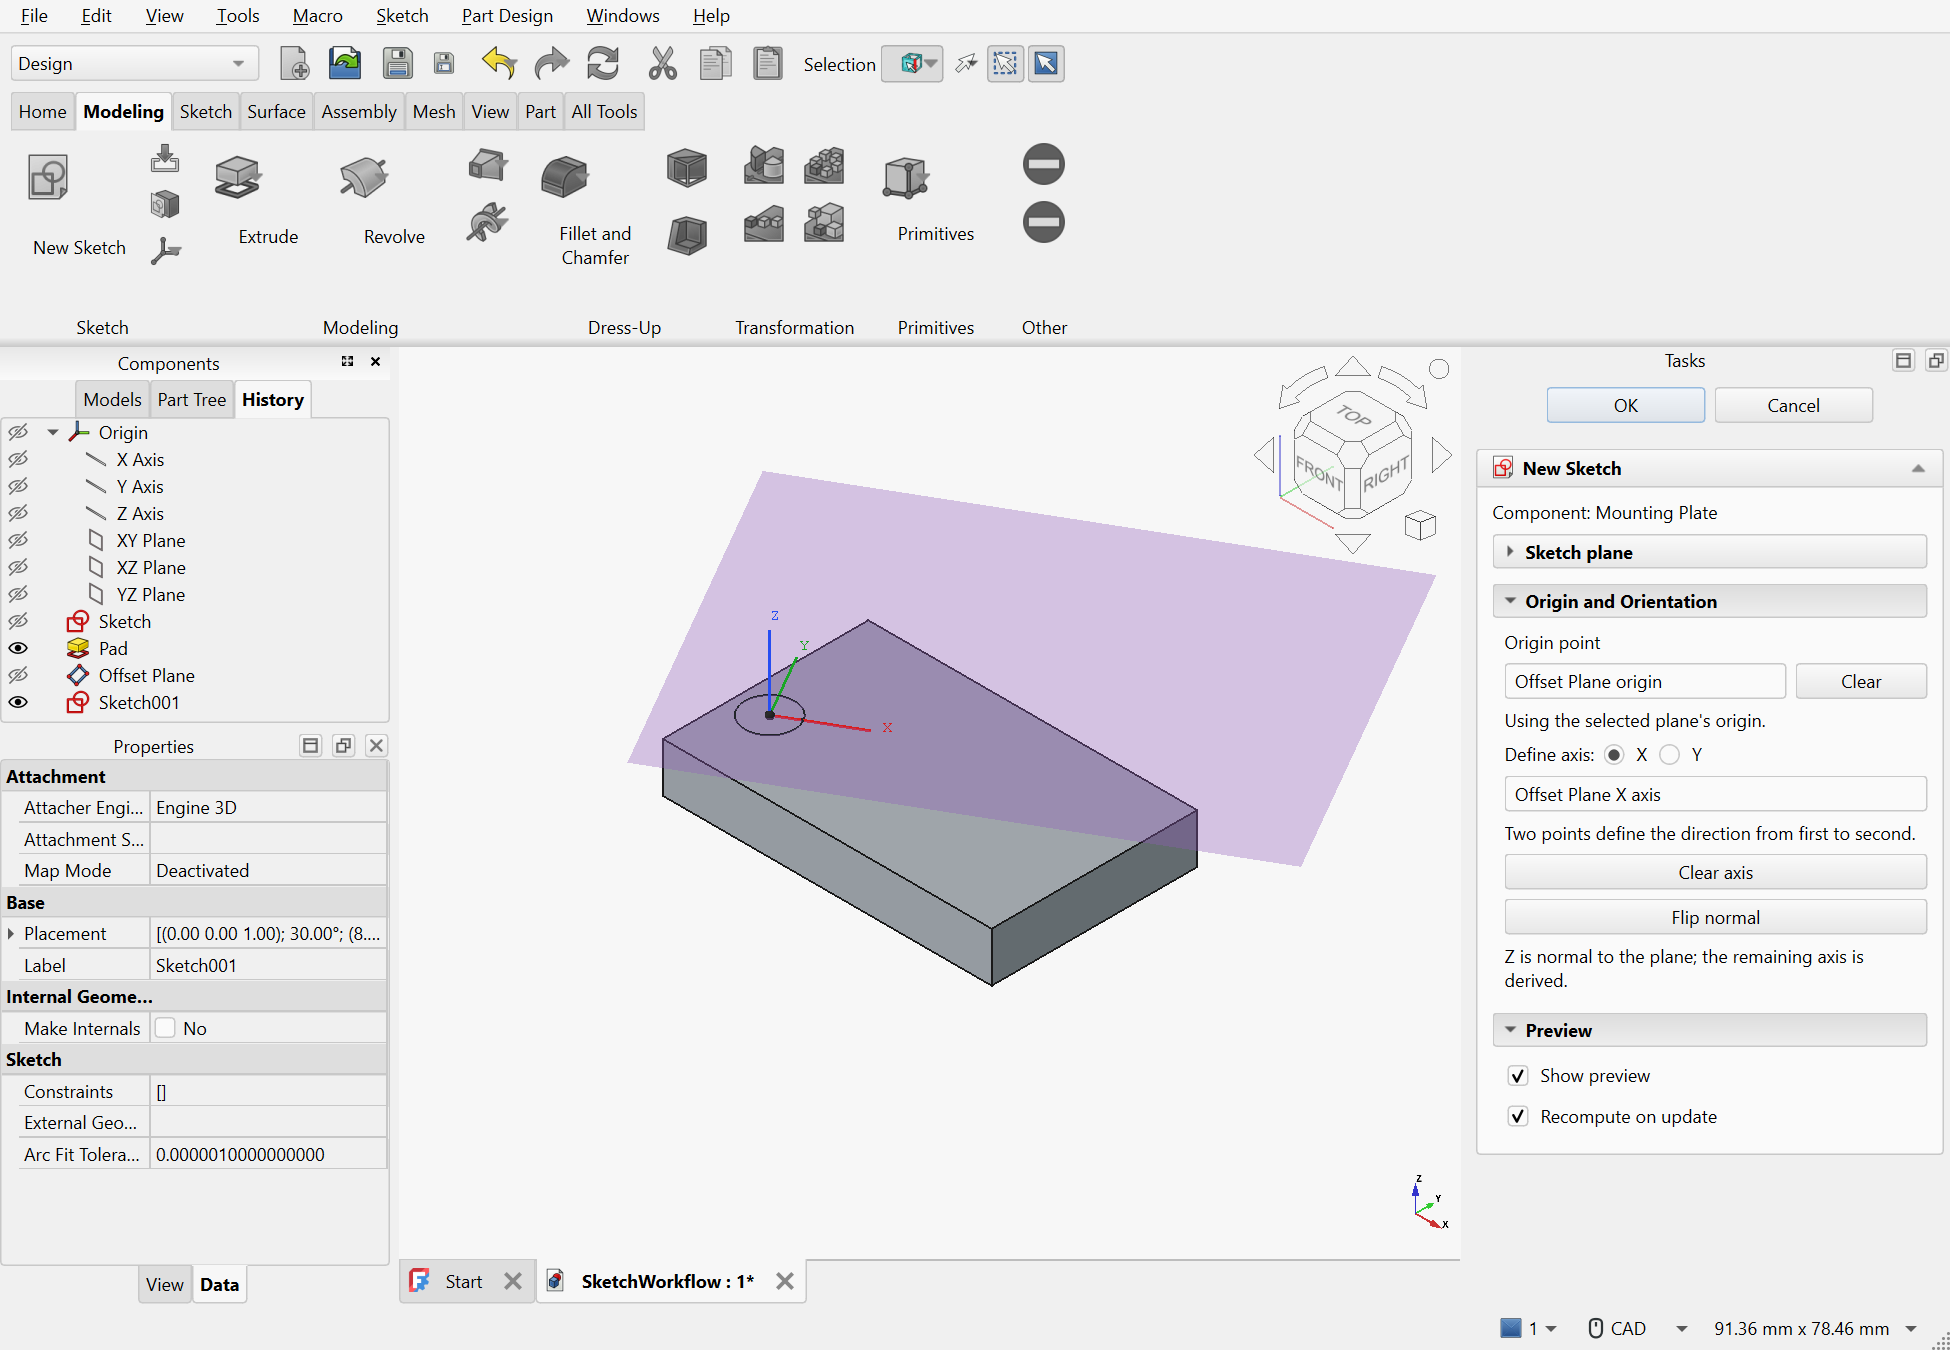 File Edit View Tools Macro Sketch Part Design Windows Help
Design
Selection
Home Modeling Sketch Surface Assembly Mesh View Part All Tools
New Sketch
Extrude
Revolve
Fillet and
Chamfer
Primitives
Sketch Modeling Dress-Up Transformation Primitives Other
Components
Models Part Tree History
Origin
X Axis
Y Axis
Z Axis
XY Plane
XZ Plane
YZ Plane
Sketch
Pad
Offset Plane
Sketch001
Properties
Attachment
Attacher Engi... Engine 3D
Attachment S...
Map Mode Deactivated
Base
Placement [(0.00 0.00 1.00); 30.00°; (8....
Label Sketch001
Internal Geome...
Make Internals No
Sketch
Constraints []
External Geo...
Arc Fit Tolera... 0.0000010000000000
View Data
TOP
FRONT RIGHT
Z
Y
X
Z
Y
X
Start
SketchWorkflow : 1*
Tasks
OK Cancel
New Sketch
Component: Mounting Plate
Sketch plane
Origin and Orientation
Origin point
Offset Plane origin Clear
Using the selected plane's origin.
Define axis: X Y
Offset Plane X axis
Two points define the direction from first to second.
Clear axis
Flip normal
Z is normal to the plane; the remaining axis is
derived.
Preview
Show preview
Recompute on update
1 CAD 91.36 mm x 78.46 mm